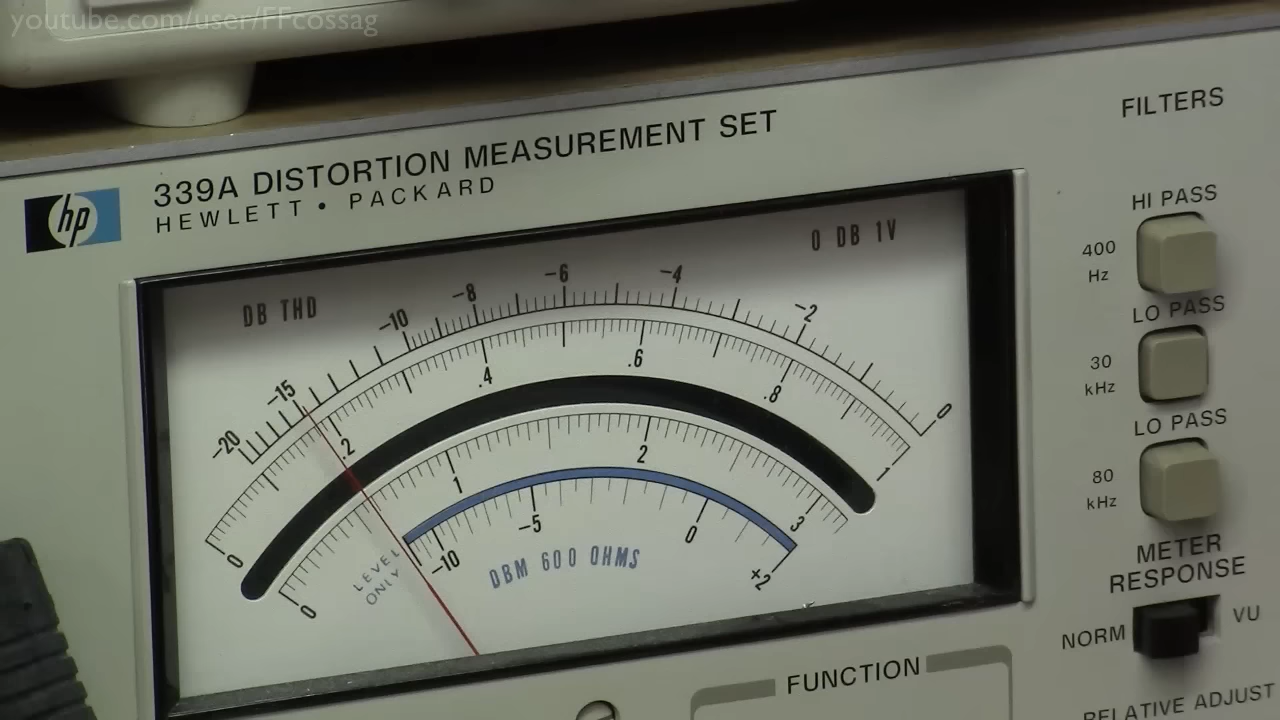 youtube.com/user/FFcossag
FILTERS
hp
339A DISTORTION MEASUREMENT SET
HEWLETT • PACKARD
HI PASS
400 Hz
LO PASS
30 kHz
LO PASS
80 kHz
METER RESPONSE
NORM VU
RELATIVE ADJUST
DB THD
0 DB 1V
-20 -15 -10 -8 -6 -4 -2 0
0 .2 .4 .6 .8 1
0 1 2 3
-10 -5 0 +2
LEVEL ONLY
DBM 600 OHMS
FUNCTION